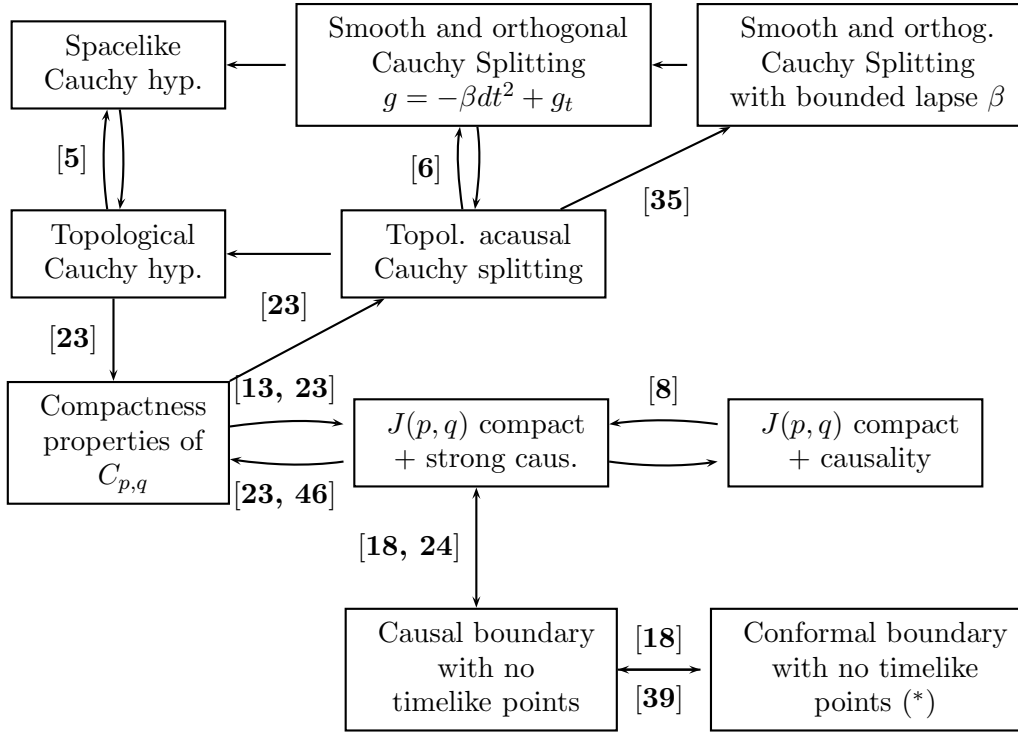 Spacelike
Cauchy hyp.
Smooth and orthogonal
Cauchy Splitting
g = −βdt² + g_t
Smooth and orthog.
Cauchy Splitting
with bounded lapse β
[5]
[6]
[35]
Topological
Cauchy hyp.
Topol. acausal
Cauchy splitting
[23]
[23]
Compactness
properties of
C_{p,q}
[13, 23]
[23, 46]
J(p, q) compact
+ strong caus.
[8]
J(p, q) compact
+ causality
[18, 24]
Causal boundary
with no
timelike points
[18]
[39]
Conformal boundary
with no timelike
points (*)